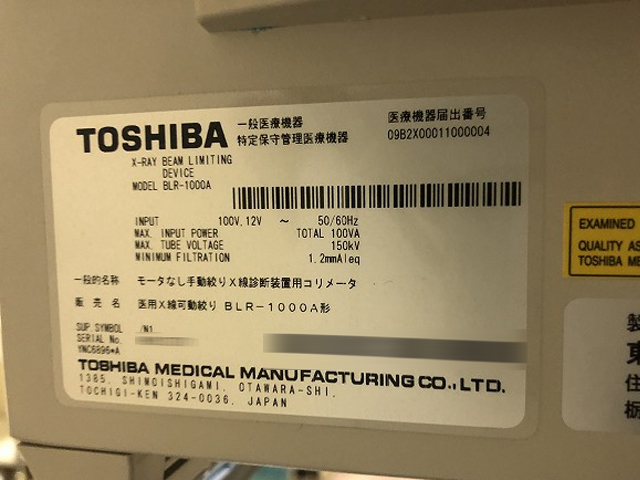 TOSHIBA
一般医療機器
特定保守管理医療機器
医療機器届出番号
09B2X00011000004
X-RAY BEAM LIMITING
DEVICE
MODEL BLR-1000A
INPUT 100V,12V ~ 50/60Hz
MAX. INPUT POWER TOTAL 100VA
MAX. TUBE VOLTAGE 150kV
MINIMUM FILTRATION 1.2mmAleq
一般的名称 モータなし手動絞りX線診断装置用コリメータ
販売名 医用X線可動絞り BLR-1000A形
SUP.SYMBOL /N1
SERIAL No.
YNC6896*A
TOSHIBA MEDICAL MANUFACTURING CO.,LTD.
1385, SHIMOISHIGAMI, OTAWARA-SHI,
TOCHIGI-KEN 324-0036, JAPAN
EXAMINED
QUALITY AS
TOSHIBA ME
製
東
住
栃